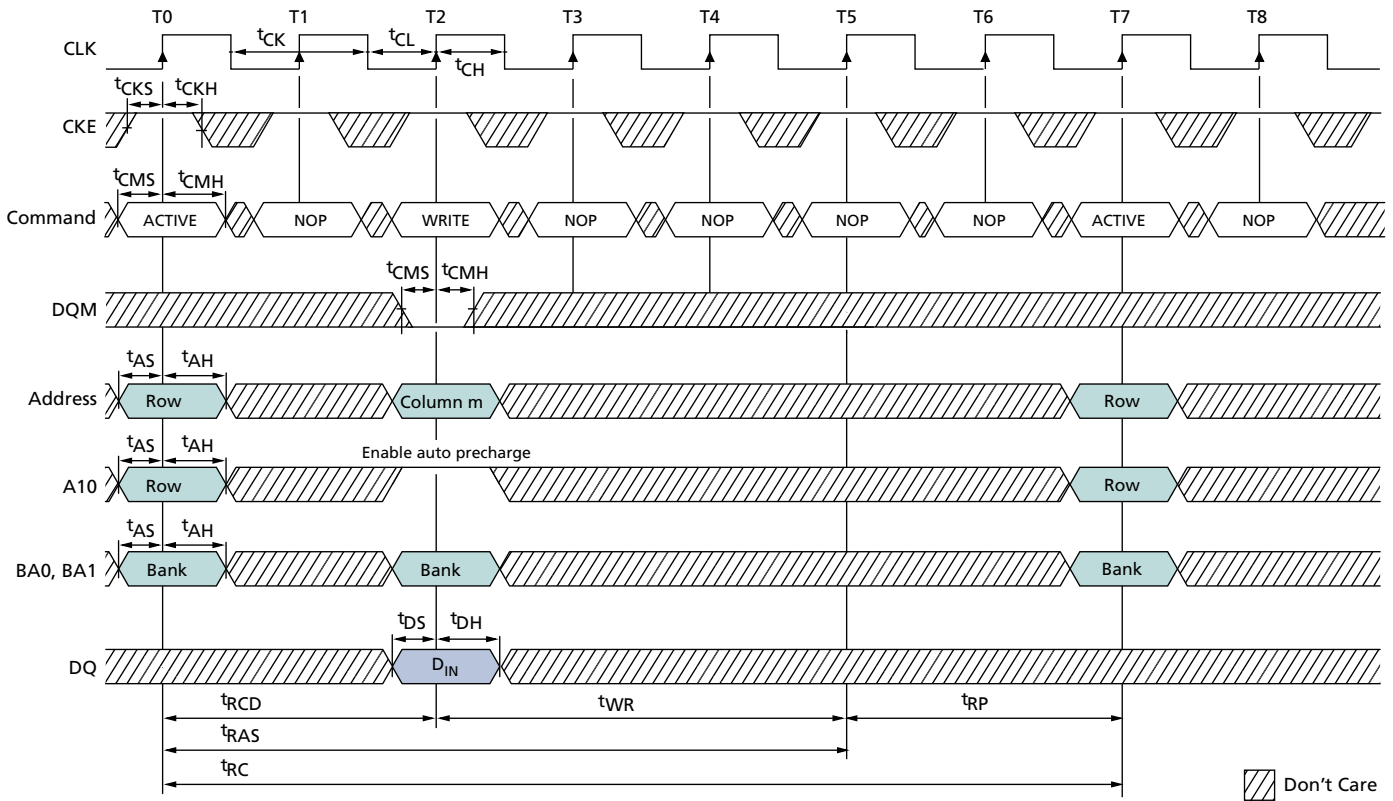 T0 T1 T2 T3 T4 T5 T6 T7 T8
CLK
tCK tCL
tCH
tCKS tCKH
CKE
tCMS tCMH
Command ACTIVE NOP WRITE NOP NOP NOP NOP ACTIVE NOP
tCMS tCMH
DQM
tAS tAH
Address Row Column m Row
tAS tAH
Enable auto precharge
A10 Row Row
tAS tAH
BA0, BA1 Bank Bank Bank
tDS tDH
DQ DIN
tRCD tWR tRP
tRAS
tRC
Don't Care